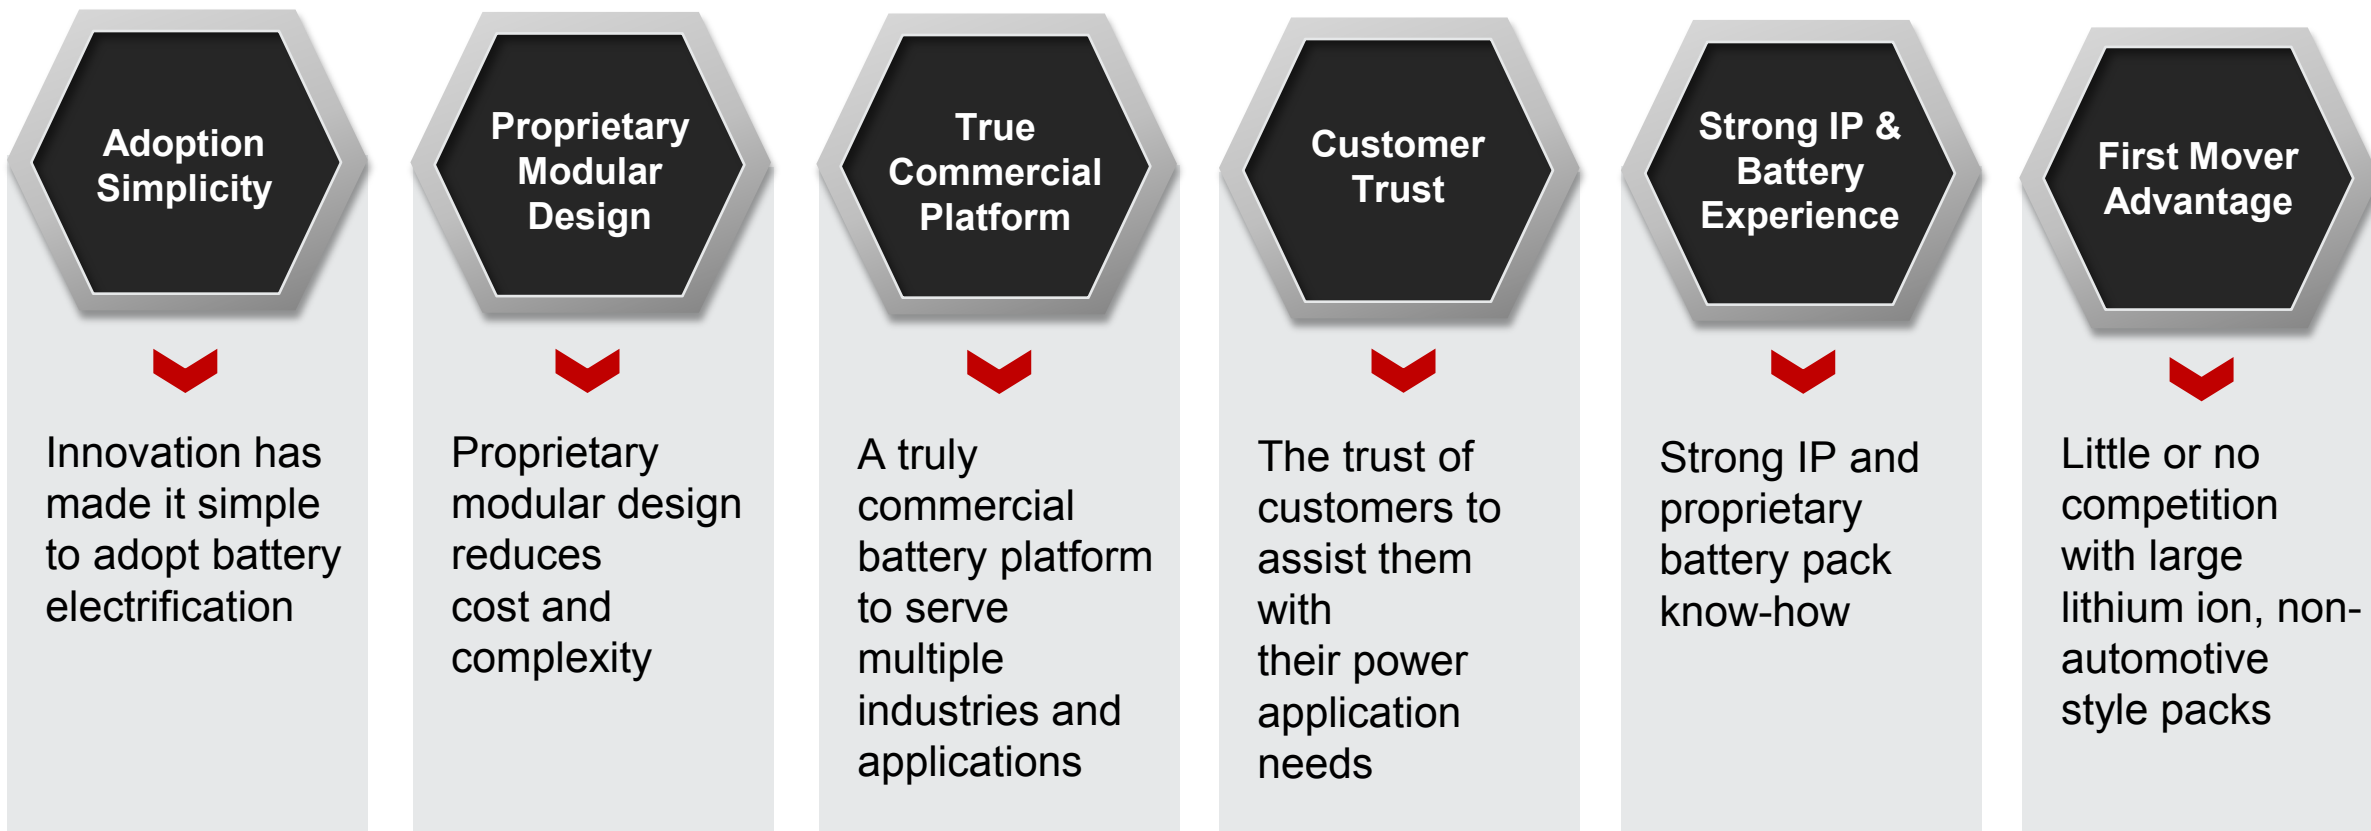 Adoption
Simplicity
Innovation has
made it simple
to adopt battery
electrification
Proprietary
Modular
Design
Proprietary
modular design
reduces
cost and
complexity
True
Commercial
Platform
A truly
commercial
battery platform
to serve
multiple
industries and
applications
Customer
Trust
The trust of
customers to
assist them
with
their power
application
needs
Strong IP &
Battery
Experience
Strong IP and
proprietary
battery pack
know-how
First Mover
Advantage
Little or no
competition
with large
lithium ion, non-
automotive
style packs